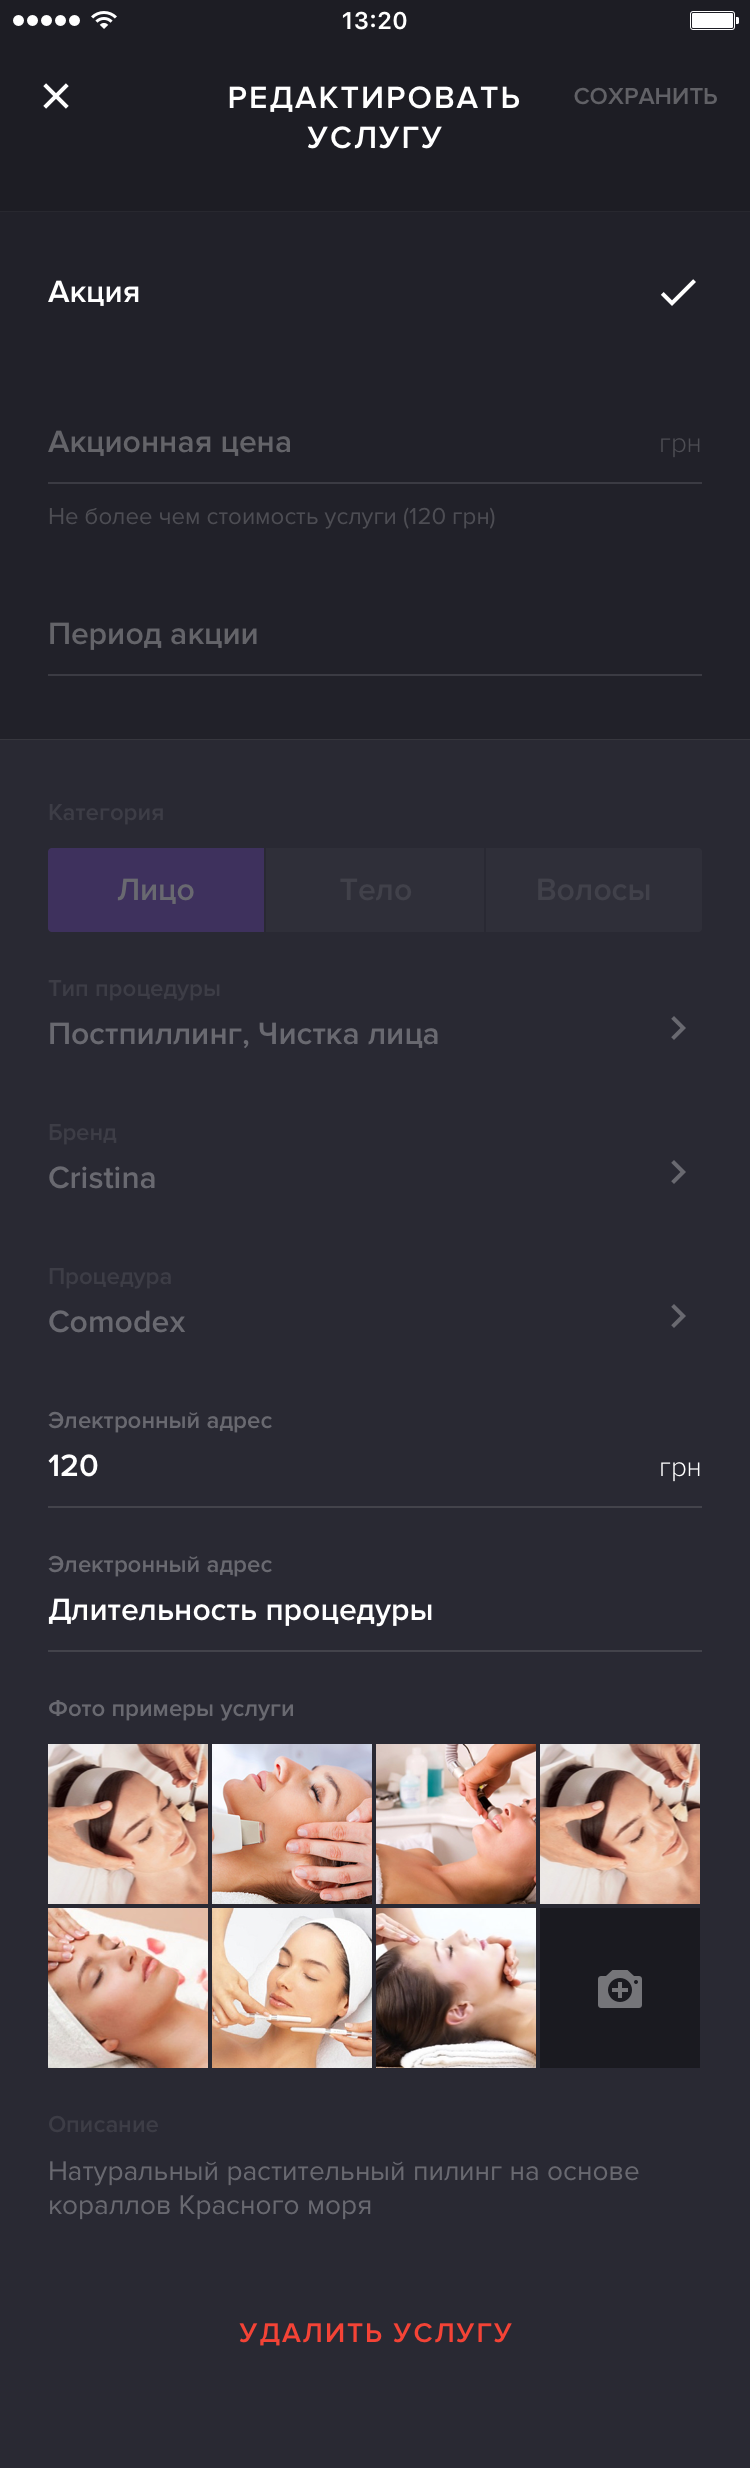 13:20
РЕДАКТИРОВАТЬ
УСЛУГУ
СОХРАНИТЬ
Акция
Акционная цена
грн
Не более чем стоимость услуги (120 грн)
Период акции
Категория
Лицо
Тело
Волосы
Тип процедуры
Постпиллинг, Чистка лица
Бренд
Cristina
Процедура
Comodex
Электронный адрес
120
грн
Электронный адрес
Длительность процедуры
Фото примеры услуги
Описание
Натуральный растительный пилинг на основе
кораллов Красного моря
УДАЛИТЬ УСЛУГУ